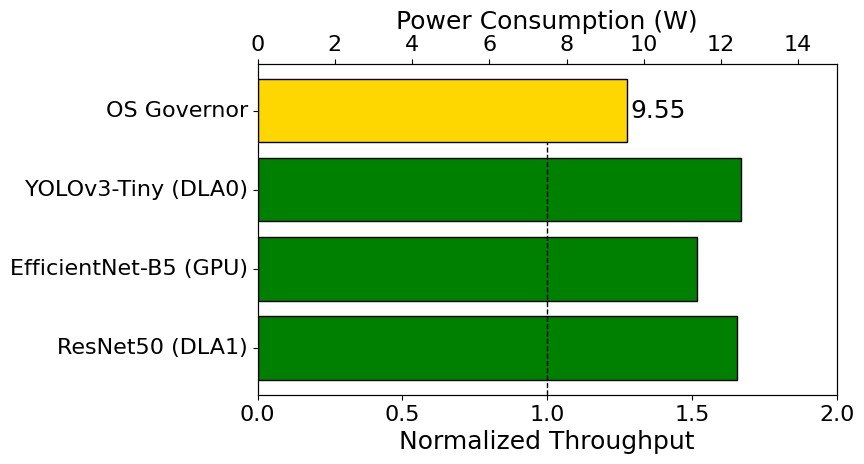 Power Consumption (W)
0 2 4 6 8 10 12 14
OS Governor 9.55
YOLOv3-Tiny (DLA0)
EfficientNet-B5 (GPU)
ResNet50 (DLA1)
0.0 0.5 1.0 1.5 2.0
Normalized Throughput